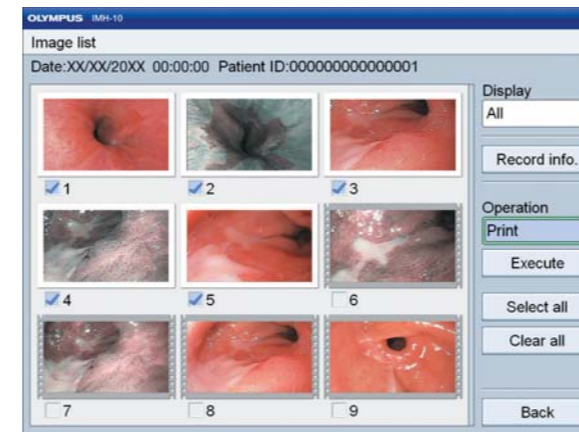 OLYMPUS IMH-10
Image list
Date:XX/XX/20XX 00:00:00 Patient ID:000000000000001
Display
All
Record info.
Operation
Print
Execute
Select all
Clear all
Back
1
2
3
4
5
6
7
8
9